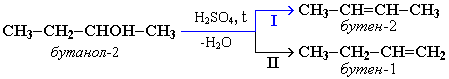 CH₃–CH₂–CHOH–CH₃
бутанол-2
H₂SO₄, t
-H₂O
I
CH₃–CH=CH–CH₃
бутен-2
II
CH₃–CH₂–CH=CH₂
бутен-1